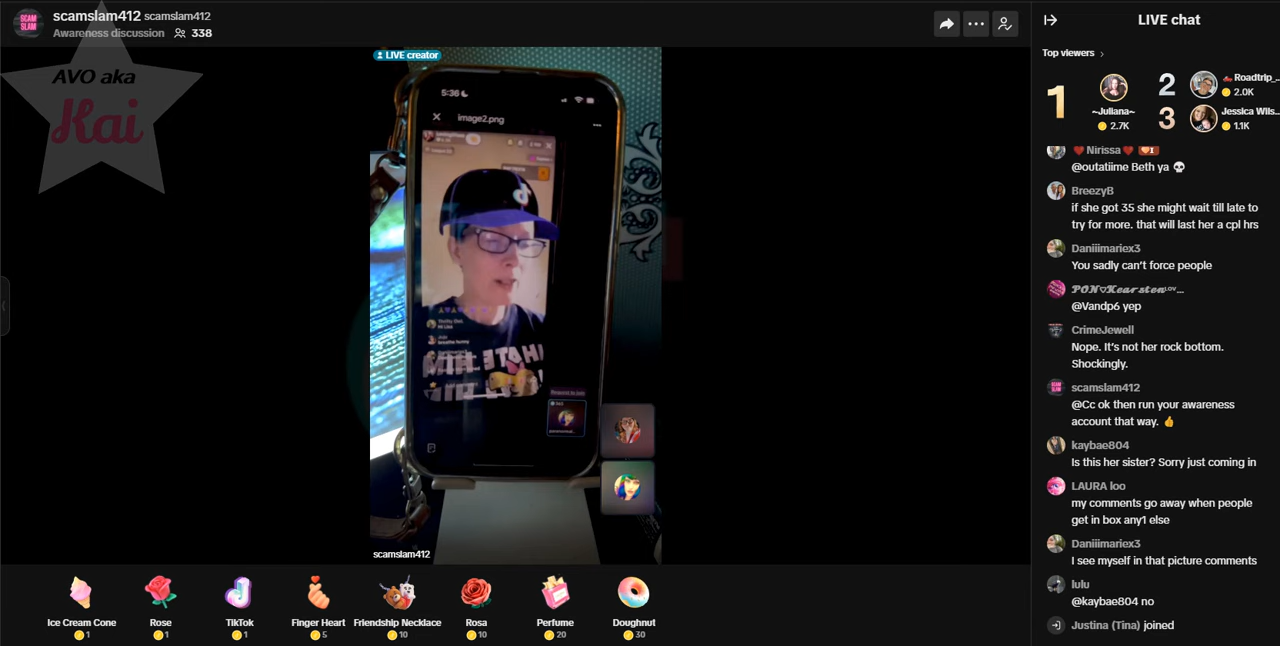 SCAM
SLAM
scamslam412 scamslam412
Awareness discussion 338
AVO aka
Kai
LIVE creator
5:36
image2.png
scamslam412
Ice Cream Cone
1
Rose
1
TikTok
1
Finger Heart
5
Friendship Necklace
10
Rosa
10
Perfume
20
Doughnut
30
LIVE chat
Top viewers
1
~Juliana~
2.7K
2
Roadtrip_...
2.0K
3
Jessica Wils...
1.1K
Nirissa
@outatiime Beth ya 💀
BreezyB
if she got 35 she might wait till late to
try for more. that will last her a cpl hrs
Daniiimariex3
You sadly can't force people
𝓟𝓞𝓝♡𝓚𝓮𝓪𝓻𝓼𝓽𝓮𝓷ᴸᴼⱽ...
@Vandp6 yep
CrimeJewell
Nope. It's not her rock bottom.
Shockingly.
scamslam412
@Cc ok then run your awareness
account that way. 👍
kaybae804
Is this her sister? Sorry just coming in
LAURA loo
my comments go away when people
get in box any1 else
Daniiimariex3
I see myself in that picture comments
lulu
@kaybae804 no
Justina (Tina) joined